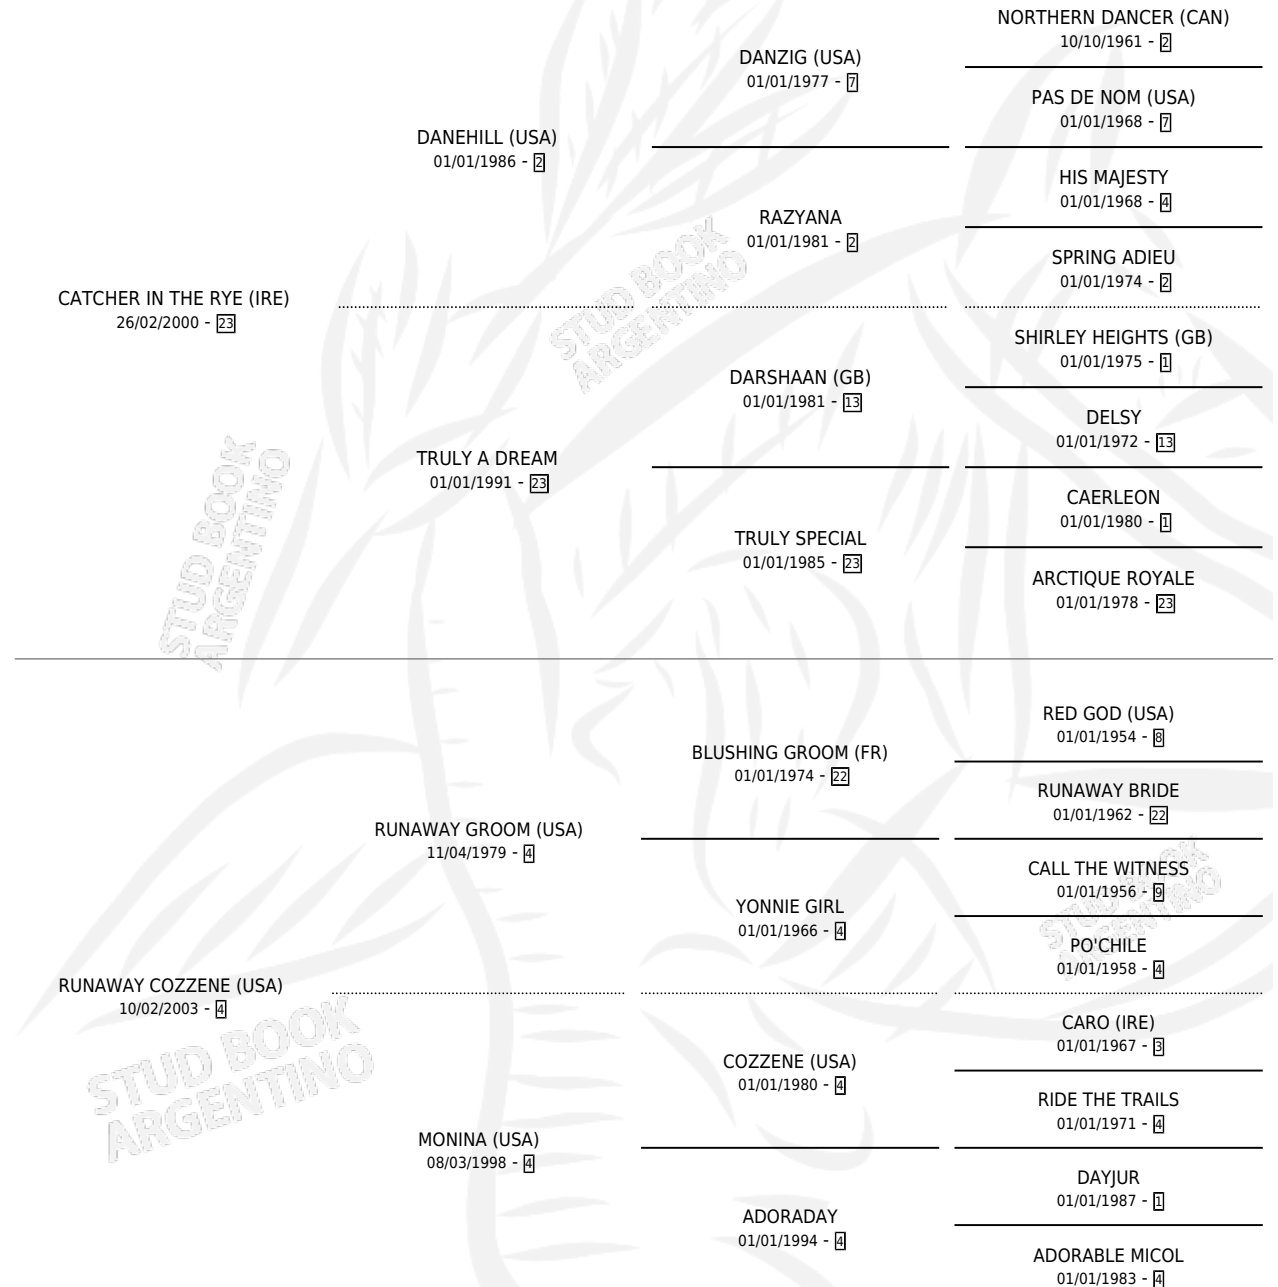 NORTHERN DANCER (CAN)
10/10/1961 - 2
DANZIG (USA)
01/01/1977 - 7
PAS DE NOM (USA)
01/01/1968 - 7
DANEHILL (USA)
01/01/1986 - 2
HIS MAJESTY
01/01/1968 - 4
RAZYANA
01/01/1981 - 2
SPRING ADIEU
01/01/1974 - 2
CATCHER IN THE RYE (IRE)
26/02/2000 - 23
STUD BOOK
ARGENTINO
SHIRLEY HEIGHTS (GB)
01/01/1975 - 1
DARSHAAN (GB)
01/01/1981 - 13
DELSY
01/01/1972 - 13
TRULY A DREAM
01/01/1991 - 23
CAERLEON
01/01/1980 - 1
TRULY SPECIAL
01/01/1985 - 23
ARCTIQUE ROYALE
01/01/1978 - 23
STUD BOOK
ARGENTINO
RED GOD (USA)
01/01/1954 - 8
BLUSHING GROOM (FR)
01/01/1974 - 22
RUNAWAY BRIDE
01/01/1962 - 22
RUNAWAY GROOM (USA)
11/04/1979 - 4
CALL THE WITNESS
01/01/1956 - 9
YONNIE GIRL
01/01/1966 - 4
STUD BOOK
ARGENTINO
PO'CHILE
01/01/1958 - 4
RUNAWAY COZZENE (USA)
10/02/2003 - 4
CARO (IRE)
01/01/1967 - 3
COZZENE (USA)
01/01/1980 - 4
RIDE THE TRAILS
01/01/1971 - 4
STUD BOOK
ARGENTINO
MONINA (USA)
08/03/1998 - 4
DAYJUR
01/01/1987 - 1
ADORADAY
01/01/1994 - 4
ADORABLE MICOL
01/01/1983 - 4